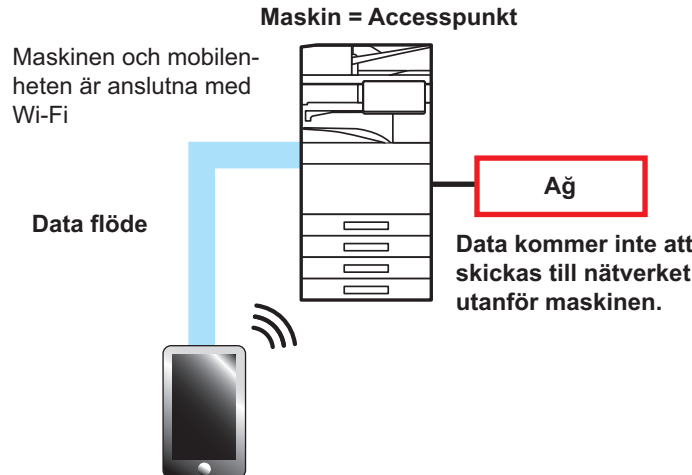 Maskin = Accesspunkt
Maskinen och mobilen-
heten är anslutna med
Wi-Fi
Data flöde
Ağ
Data kommer inte att
skickas till nätverket
utanför maskinen.